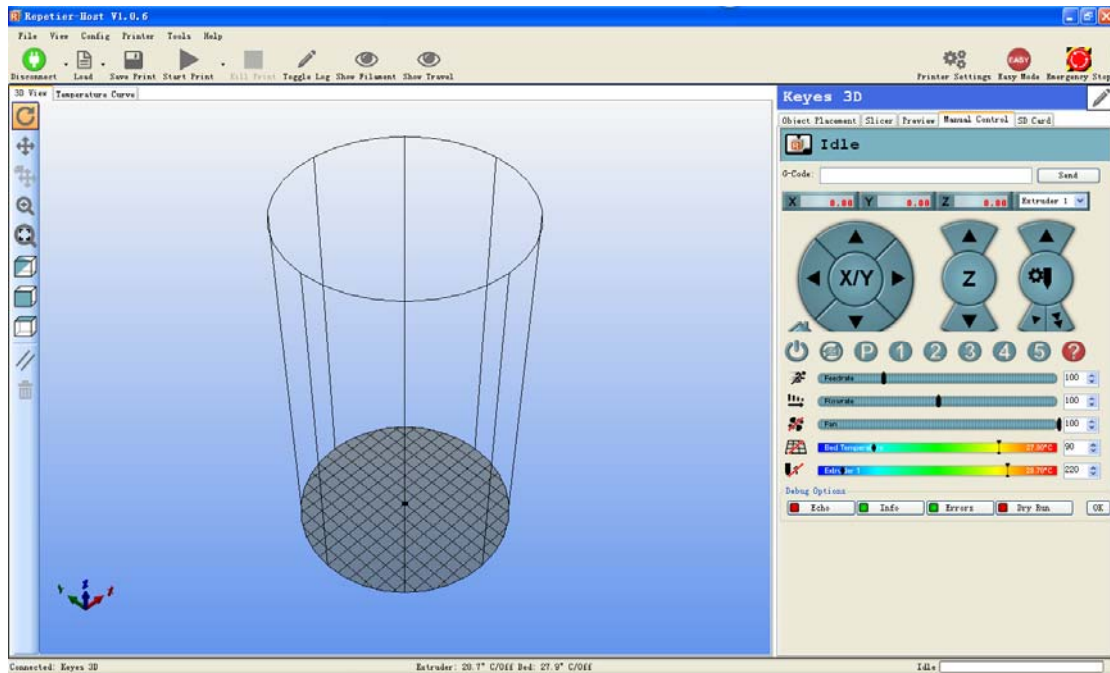 Repetier-Host V1.0.6
File View Config Printer Tools Help
Disconnect Load Save Print Start Print Kill Print Toggle Log Show Filament Show Travel
Printer Settings Easy Mode Emergency Stop
EASY
3D View Temperature Curve
Keyes 3D
Object Placement Slicer Preview Manual Control SD Card
Idle
G-Code: Send
X 0.00 Y 0.00 Z 0.00 Extruder 1
X/Y Z
P 1 2 3 4 5 ?
Feedrate 100
Flowrate 100
Fan 100
Bed Temperature 90
Extruder 1 220
Debug Options
Echo Info Errors Dry Run OK
Y Z X
Connected: Keyes 3D
Extruder: 28.7° C/Off Bed: 27.9° C/Off
Idle